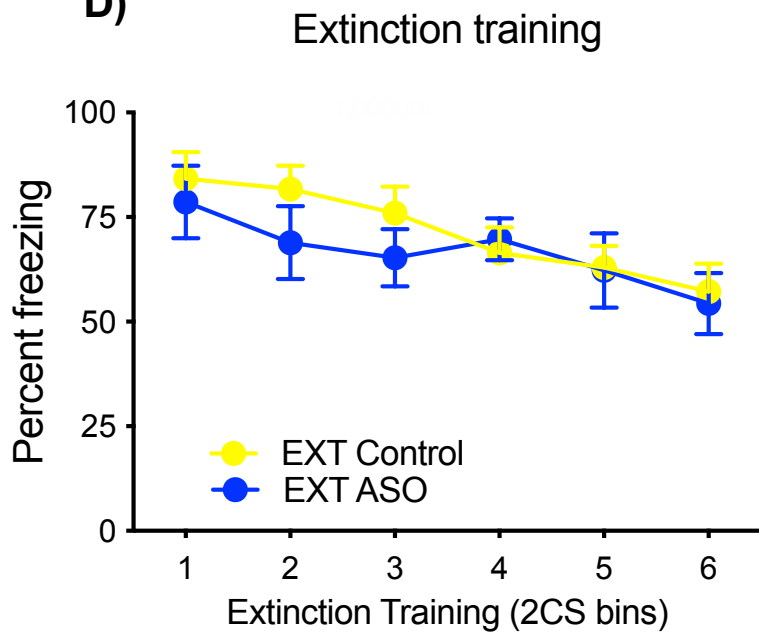 D)
Extinction training
100
75
50
25
0
Percent freezing
EXT Control
EXT ASO
1 2 3 4 5 6
Extinction Training (2CS bins)